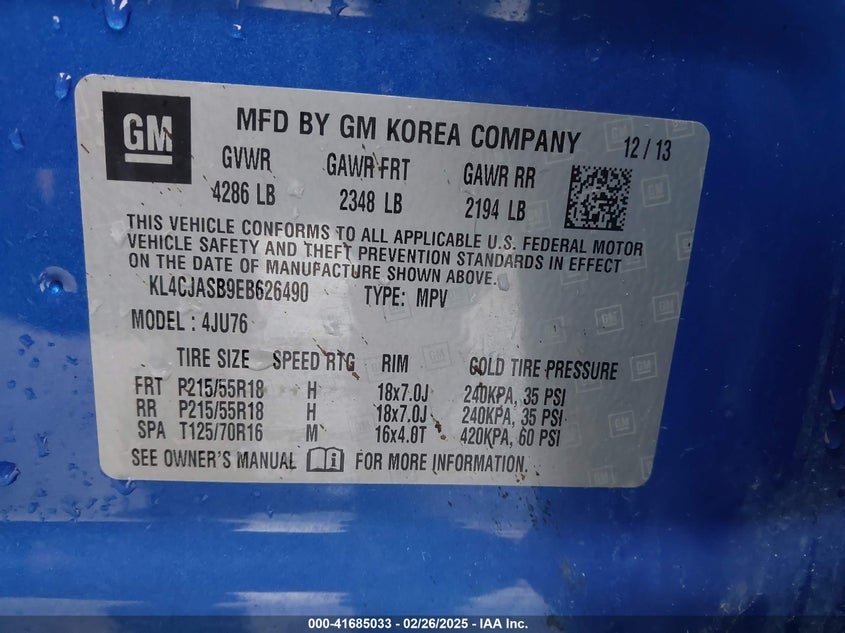 GM
MFD BY GM KOREA COMPANY 12 / 13
GVWR GAWR FRT GAWR RR
4286 LB 2348 LB 2194 LB
THIS VEHICLE CONFORMS TO ALL APPLICABLE U.S. FEDERAL MOTOR
VEHICLE SAFETY AND THEFT PREVENTION STANDARDS IN EFFECT
ON THE DATE OF MANUFACTURE SHOWN ABOVE.
KL4CJASB9EB626490 TYPE: MPV
MODEL : 4JU76
TIRE SIZE SPEED RTG RIM COLD TIRE PRESSURE
FRT P215/55R18 H 18x7.0J 240KPA, 35 PSI
RR P215/55R18 H 18x7.0J 240KPA, 35 PSI
SPA T125/70R16 M 16x4.0T 420KPA, 60 PSI
SEE OWNER'S MANUAL FOR MORE INFORMATION.
000-41685033 - 02/26/2025 - IAA Inc.